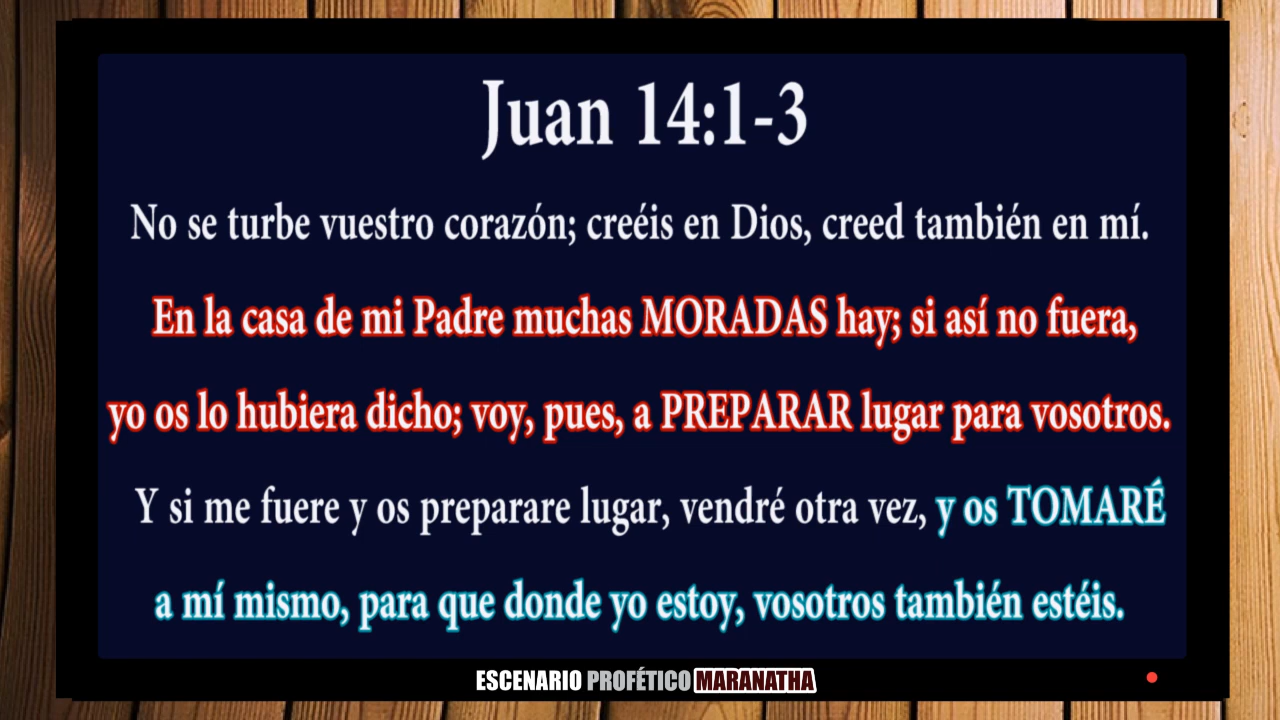 Juan 14:1-3
No se turbe vuestro corazón; creéis en Dios, creed también en mí.
En la casa de mi Padre muchas MORADAS hay; si así no fuera,
yo os lo hubiera dicho; voy, pues, a PREPARAR lugar para vosotros.
Y si me fuere y os preparare lugar, vendré otra vez, y os TOMARÉ
a mí mismo, para que donde yo estoy, vosotros también estéis.
ESCENARIO PROFÉTICO MARANATHA